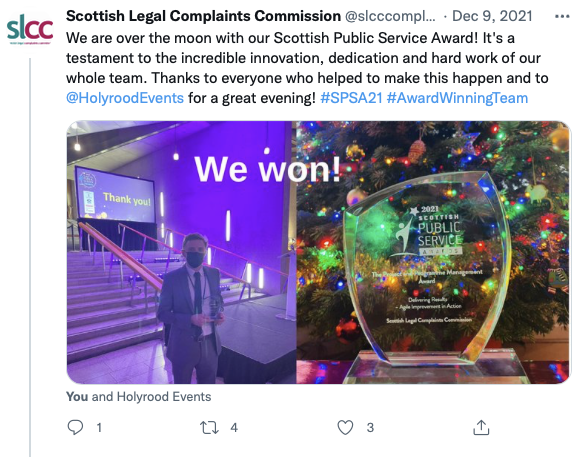 slcc
Scottish Legal Complaints Commission @slcccompl... · Dec 9, 2021
We are over the moon with our Scottish Public Service Award! It's a
testament to the incredible innovation, dedication and hard work of our
whole team. Thanks to everyone who helped to make this happen and to
@HolyroodEvents for a great evening! #SPSA21 #AwardWinningTeam
We won!
Thank you!
2021
SCOTTISH
PUBLIC
SERVICE
AWARDS
The Project and Programme Management
Award
Delivering Results
– Agile Improvement in Action
Scottish Legal Complaints Commission
You and Holyrood Events
1 4 3